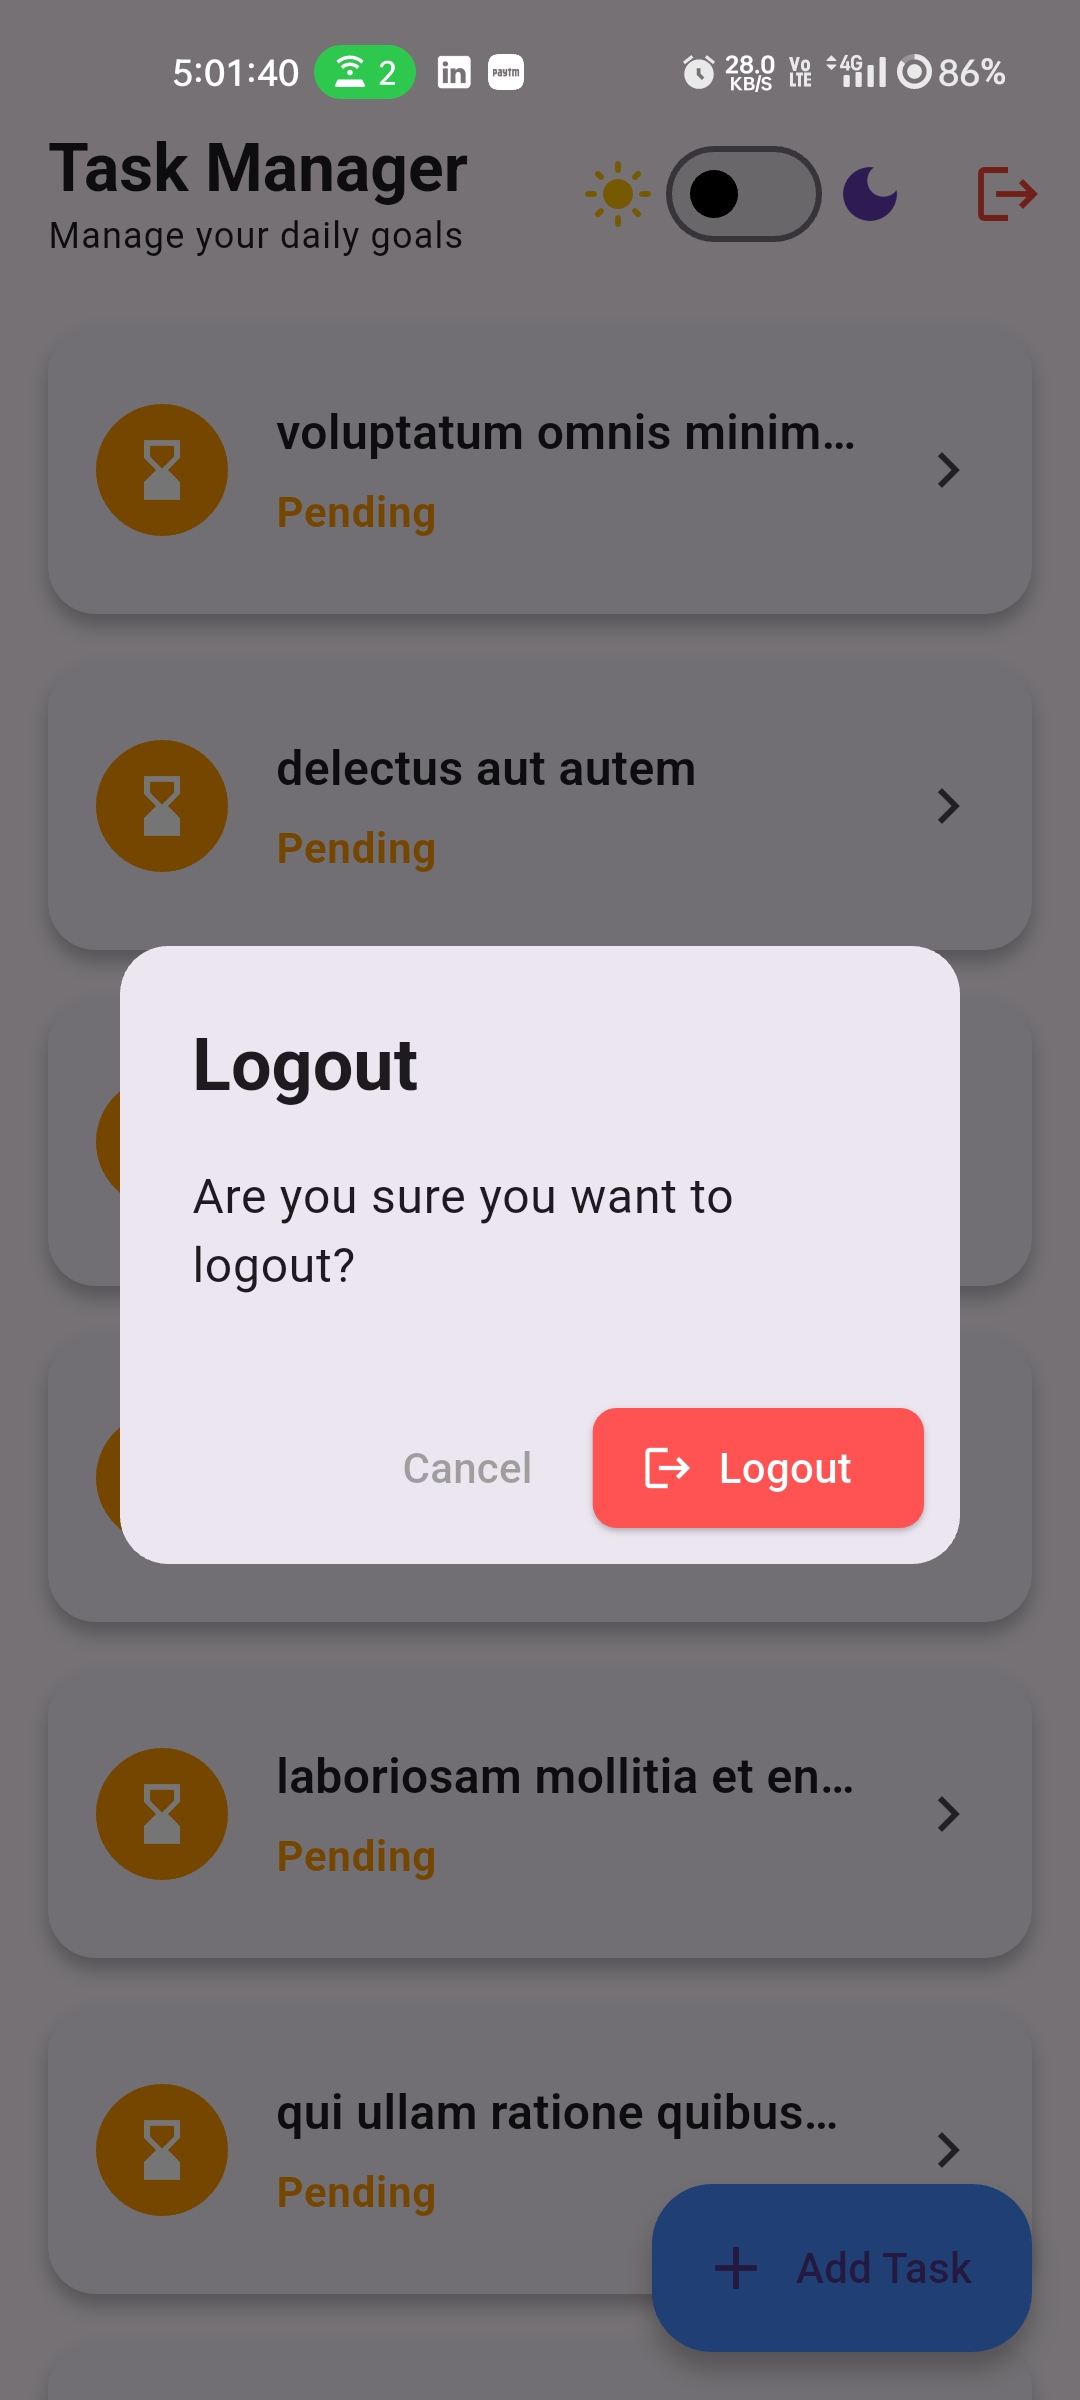 5:01:40 2 in paytm 28.0 KB/S Vo LTE 4G 86%
Task Manager
Manage your daily goals
voluptatum omnis minim...
Pending
delectus aut autem
Pending
Logout
Are you sure you want to
logout?
Cancel Logout
laboriosam mollitia et en...
Pending
qui ullam ratione quibus...
Pending
Add Task